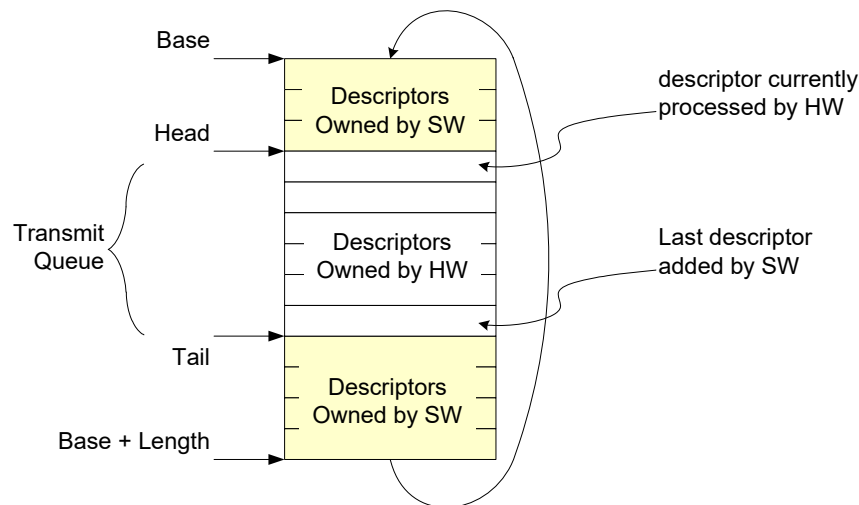 Base
Descriptors
Owned by SW
descriptor currently
processed by HW
Head
Transmit
Queue
Descriptors
Owned by HW
Last descriptor
added by SW
Tail
Descriptors
Owned by SW
Base + Length